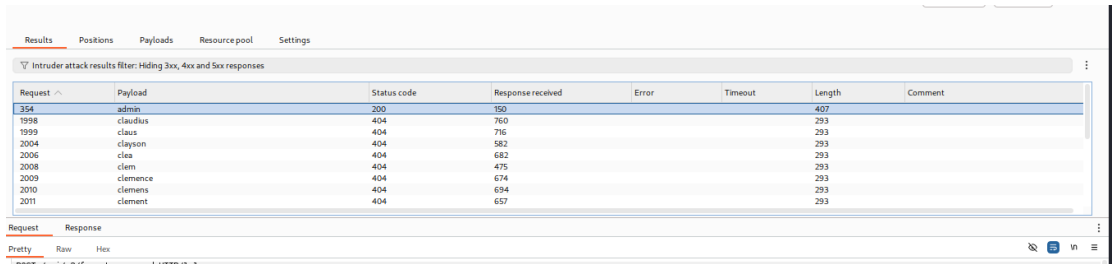 Results Positions Payloads Resource pool Settings
Intruder attack results filter: Hiding 3xx, 4xx and 5xx responses
Request Payload Status code Response received Error Timeout Length Comment
354 admin 200 150 407
1998 claudius 404 760 293
1999 claus 404 716 293
2004 clayson 404 582 293
2006 clea 404 682 293
2008 clem 404 475 293
2009 clemence 404 674 293
2010 clemens 404 694 293
2011 clement 404 657 293
Request Response
Pretty Raw Hex \n